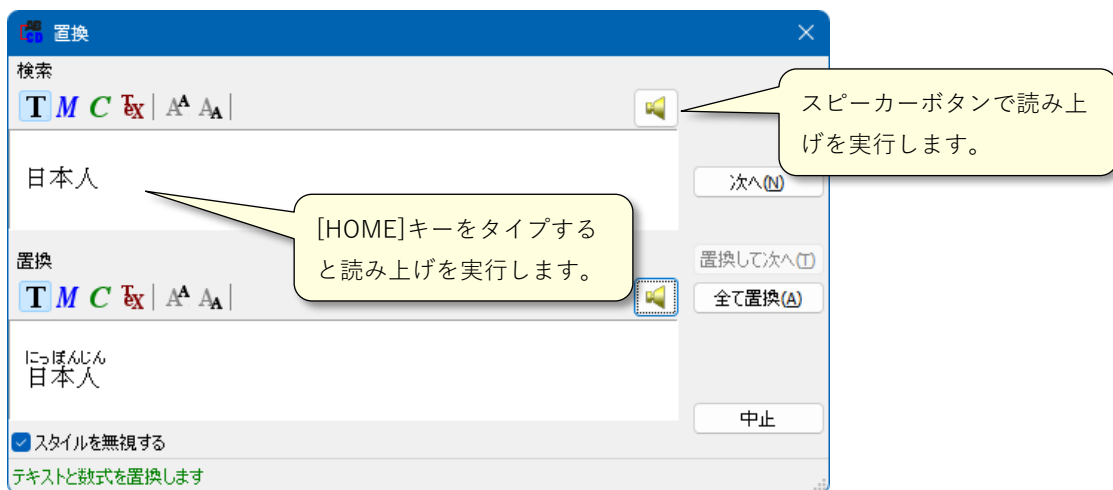 置換
検索
T M C TEX AA AA
スピーカーボタンで読み上
げを実行します。
日本人
次へ(N)
[HOME]キーをタイプする
と読み上げを実行します。
置換
置換して次へ(T)
T M C TEX AA AA
全て置換(A)
にっぽんじん
日本人
中止
スタイルを無視する
テキストと数式を置換します